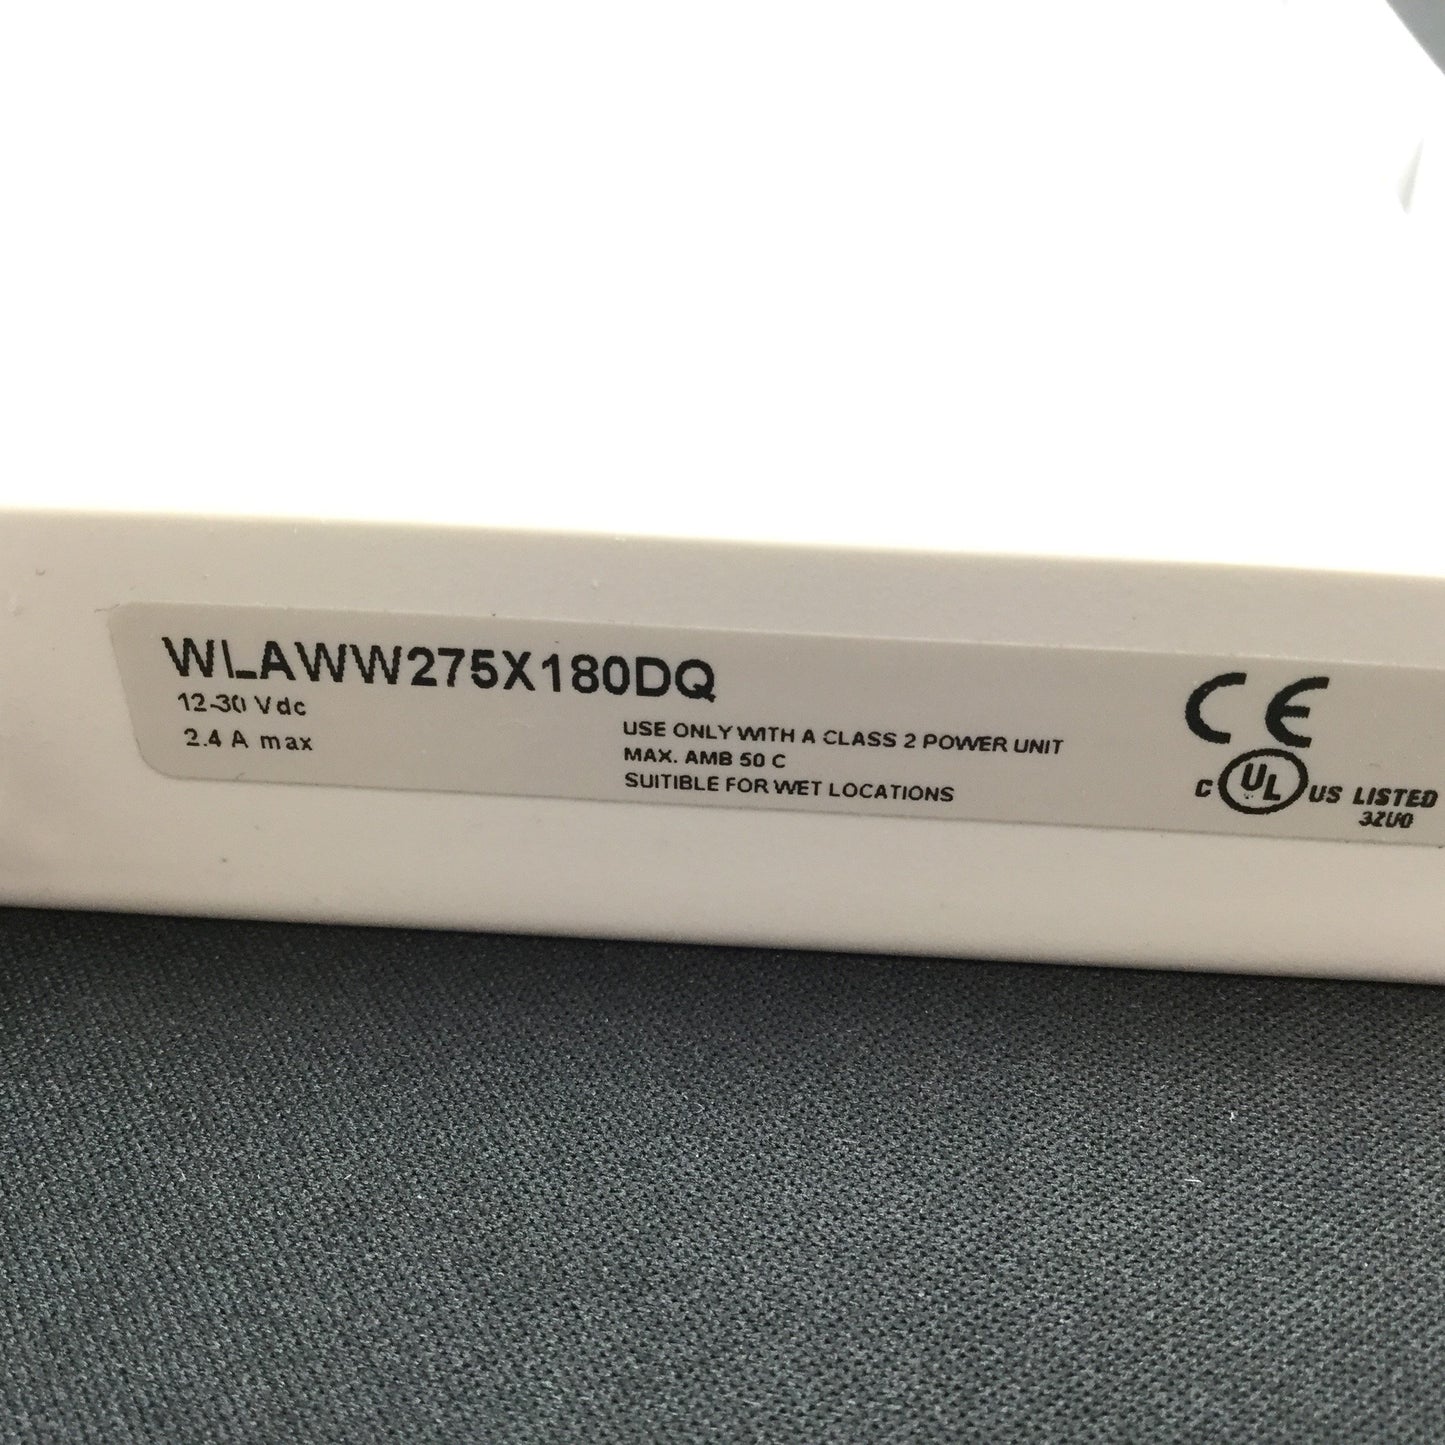 WLAWW275X180DQ
12-30 Vdc
2.4 A max
USE ONLY WITH A CLASS 2 POWER UNIT
MAX. AMB 50 C
SUITIBLE FOR WET LOCATIONS
CE
C UL US LISTED
3ZU0